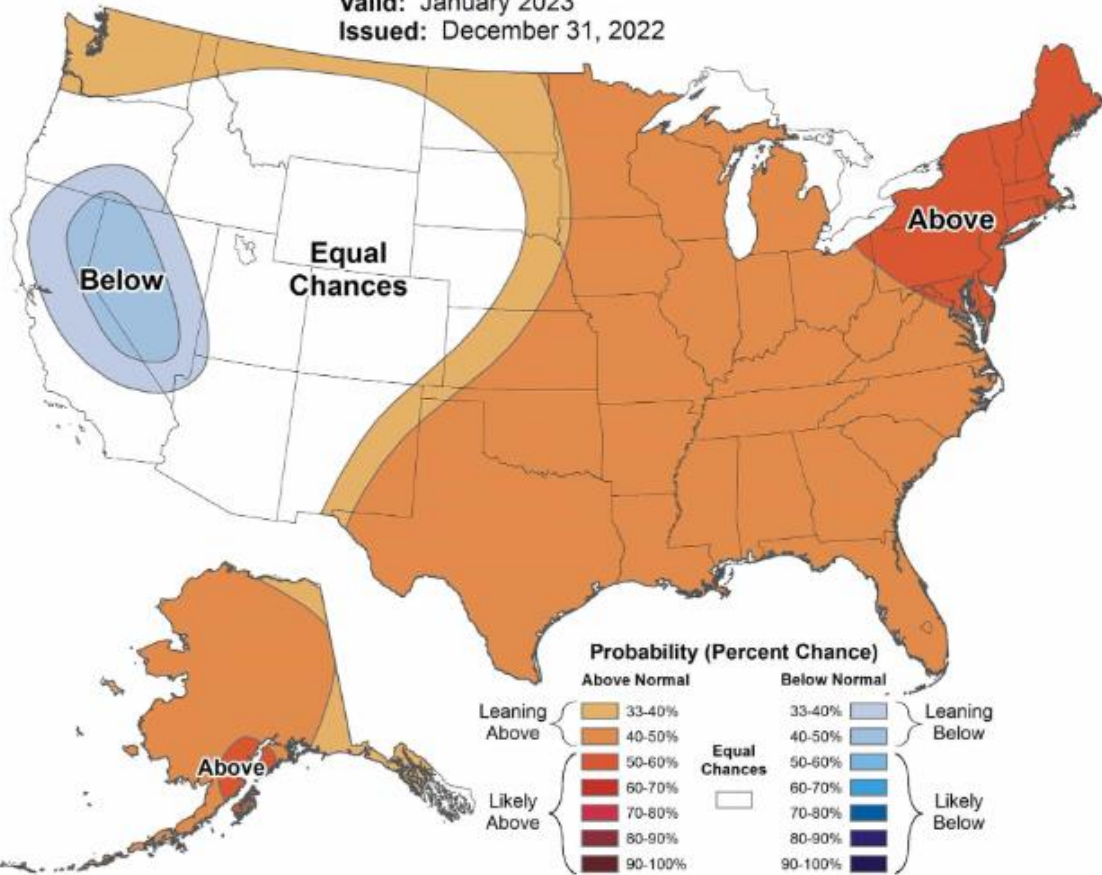 Valid: January 2023
Issued: December 31, 2022
Above
Equal
Chances
Below
Above
Probability (Percent Chance)
Above Normal
Below Normal
Leaning
Above
33-40%
40-50%
50-60%
60-70%
70-80%
80-90%
90-100%
Likely
Above
Equal
Chances
33-40%
40-50%
50-60%
60-70%
70-80%
80-90%
90-100%
Leaning
Below
Likely
Below